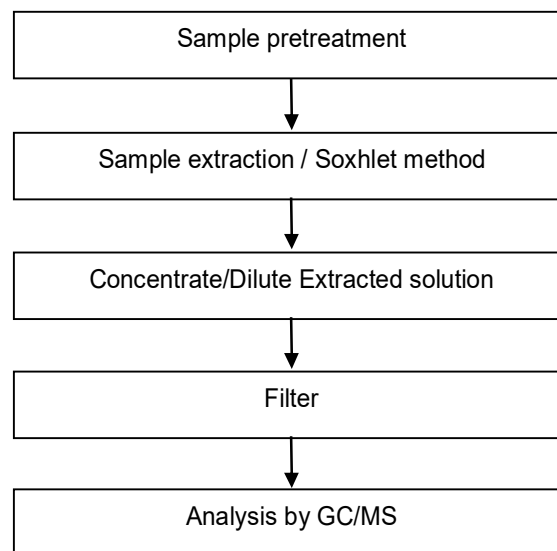 Sample pretreatment
Sample extraction / Soxhlet method
Concentrate/Dilute Extracted solution
Filter
Analysis by GC/MS